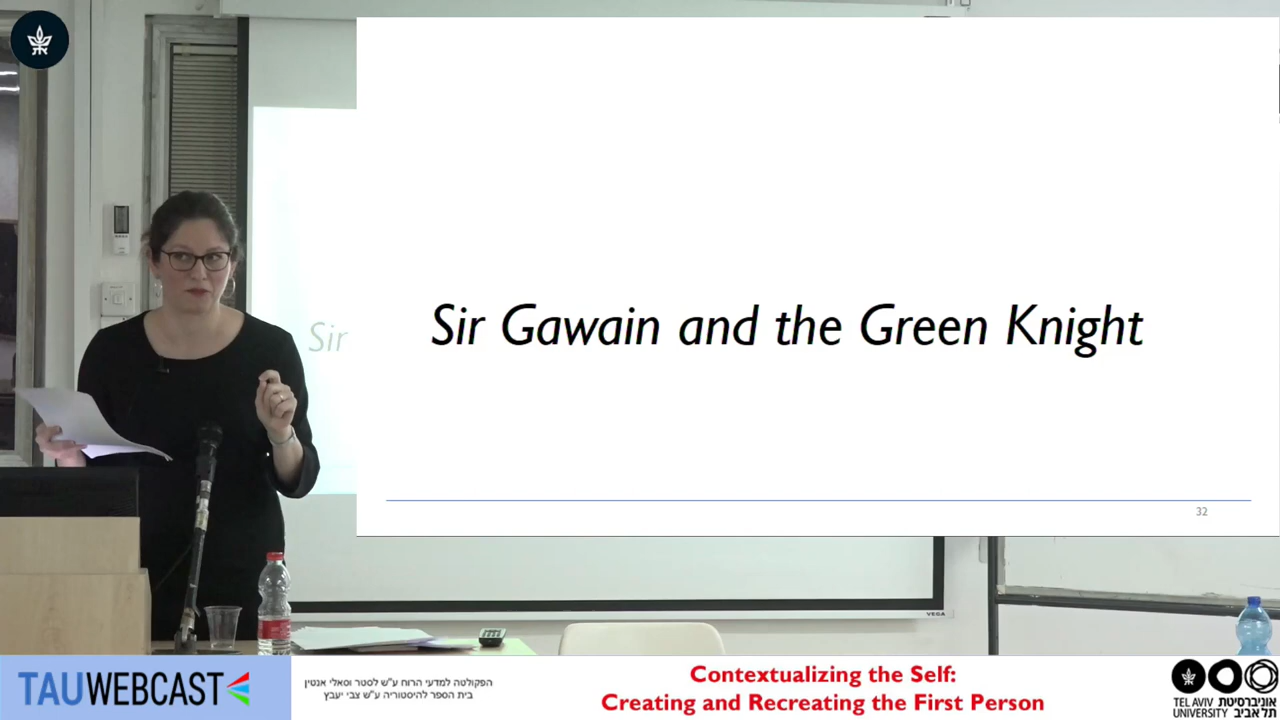 Sir Gawain and the Green Knight
Sir
32
VEGA
TAUWEBCAST
הפקולטה למדעי הרוח ע"ש לסטר וסאלי אנטין
בית הספר להיסטוריה ע"ש צבי יעבץ
Contextualizing the Self:
Creating and Recreating the First Person
TEL AVIV אוניברסיטת
UNIVERSITY תל אביב